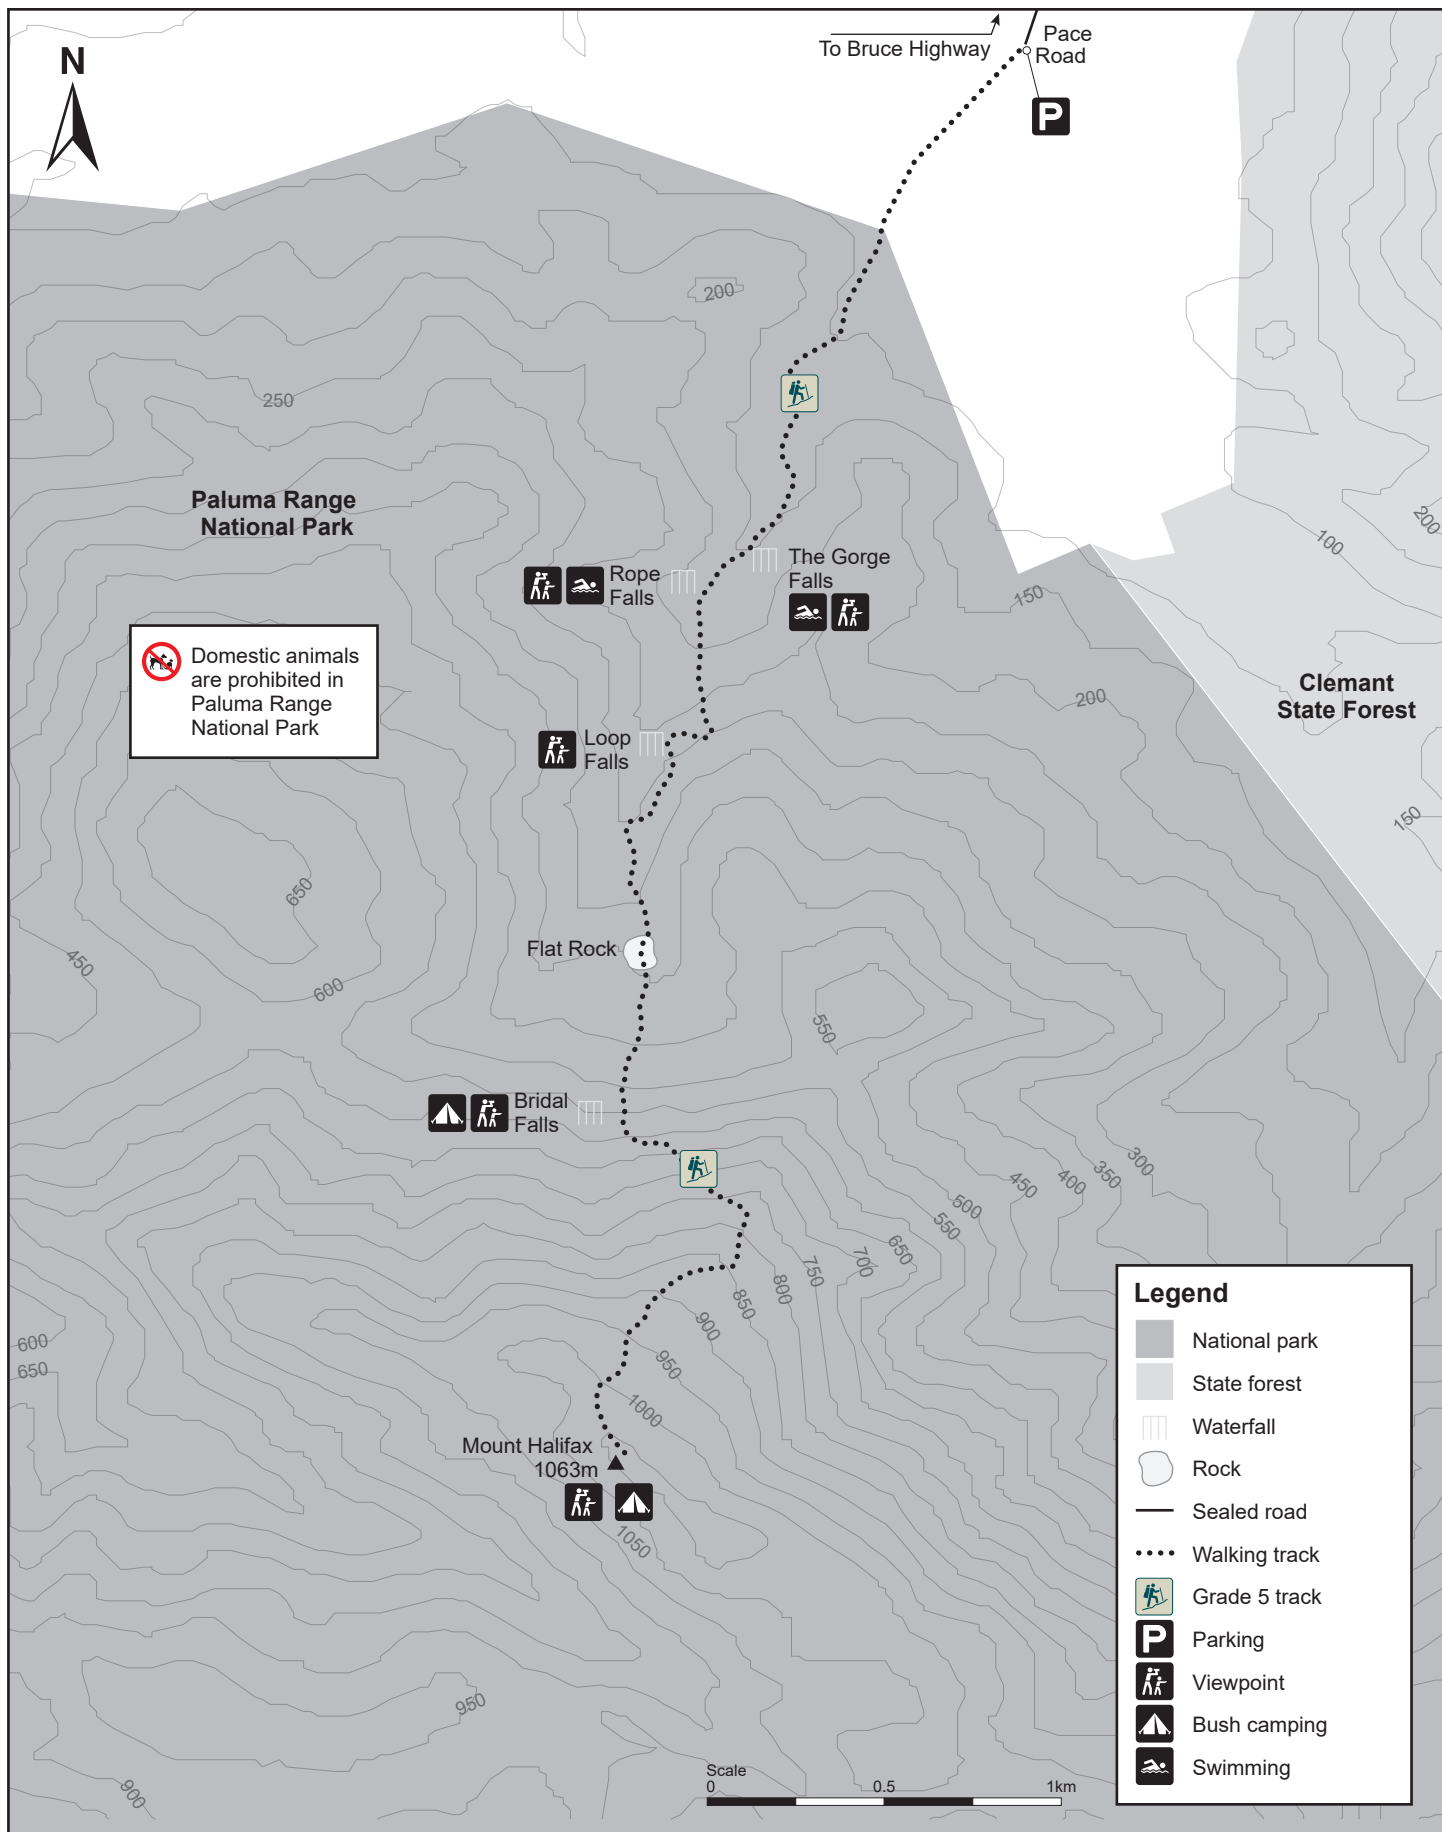 To Bruce Highway
Pace
Road
P
N
200
250
Paluma Range
National Park
200
100
Rope
Falls
The Gorge
Falls
150
Domestic animals
are prohibited in
Paluma Range
National Park
Clemant
State Forest
200
Loop
Falls
150
650
Flat Rock
450
600
550
Bridal
Falls
300
350
400
450
500
550
650
700
750
800
850
900
950
1000
600
650
Mount Halifax
1063m
1050
950
900
Scale
0
0.5
1km
Legend
National park
State forest
Waterfall
Rock
Sealed road
Walking track
Grade 5 track
P
Parking
Viewpoint
Bush camping
Swimming